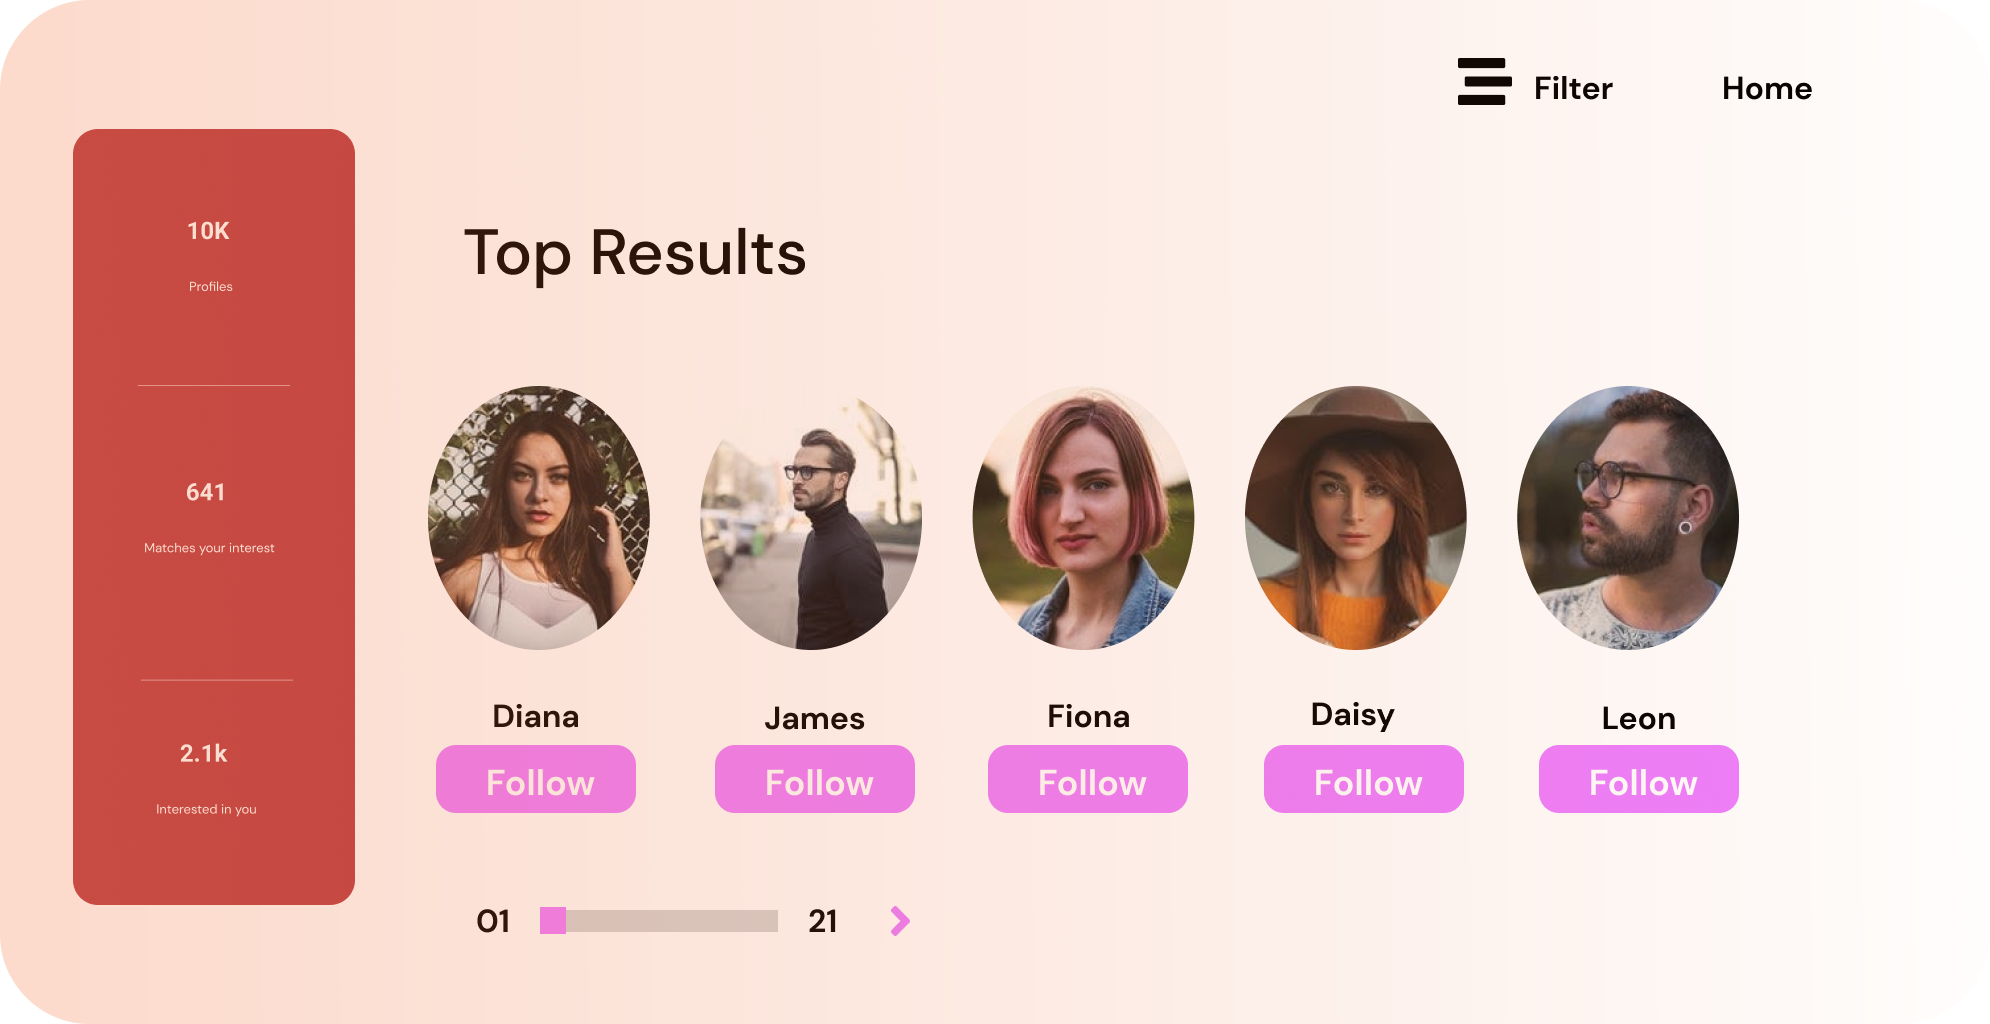 Filter
Home
10K
Profiles
641
Matches your interest
2.1k
Interested in you
Top Results
Diana
James
Fiona
Daisy
Leon
Follow
Follow
Follow
Follow
Follow
01
21